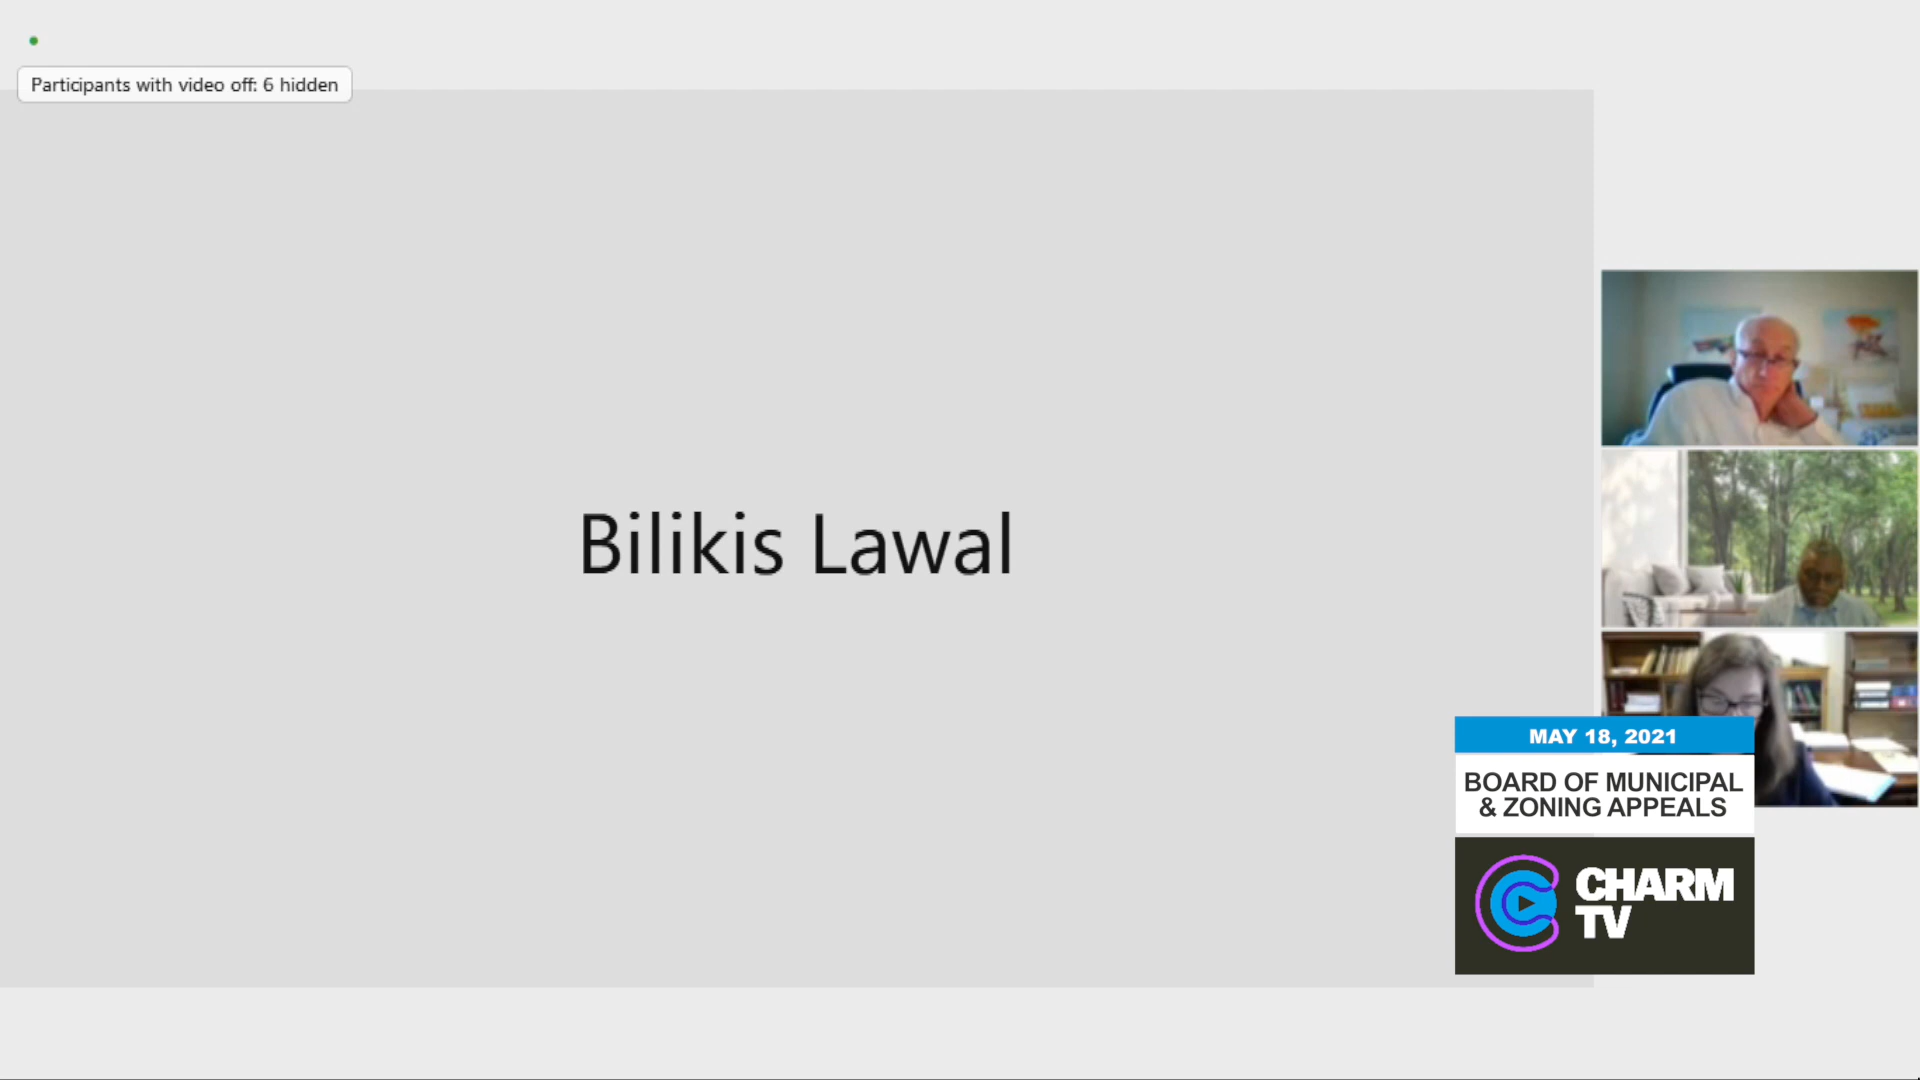 Participants with video off: 6 hidden
Bilikis Lawal
MAY 18, 2021
BOARD OF MUNICIPAL
& ZONING APPEALS
CHARM
TV